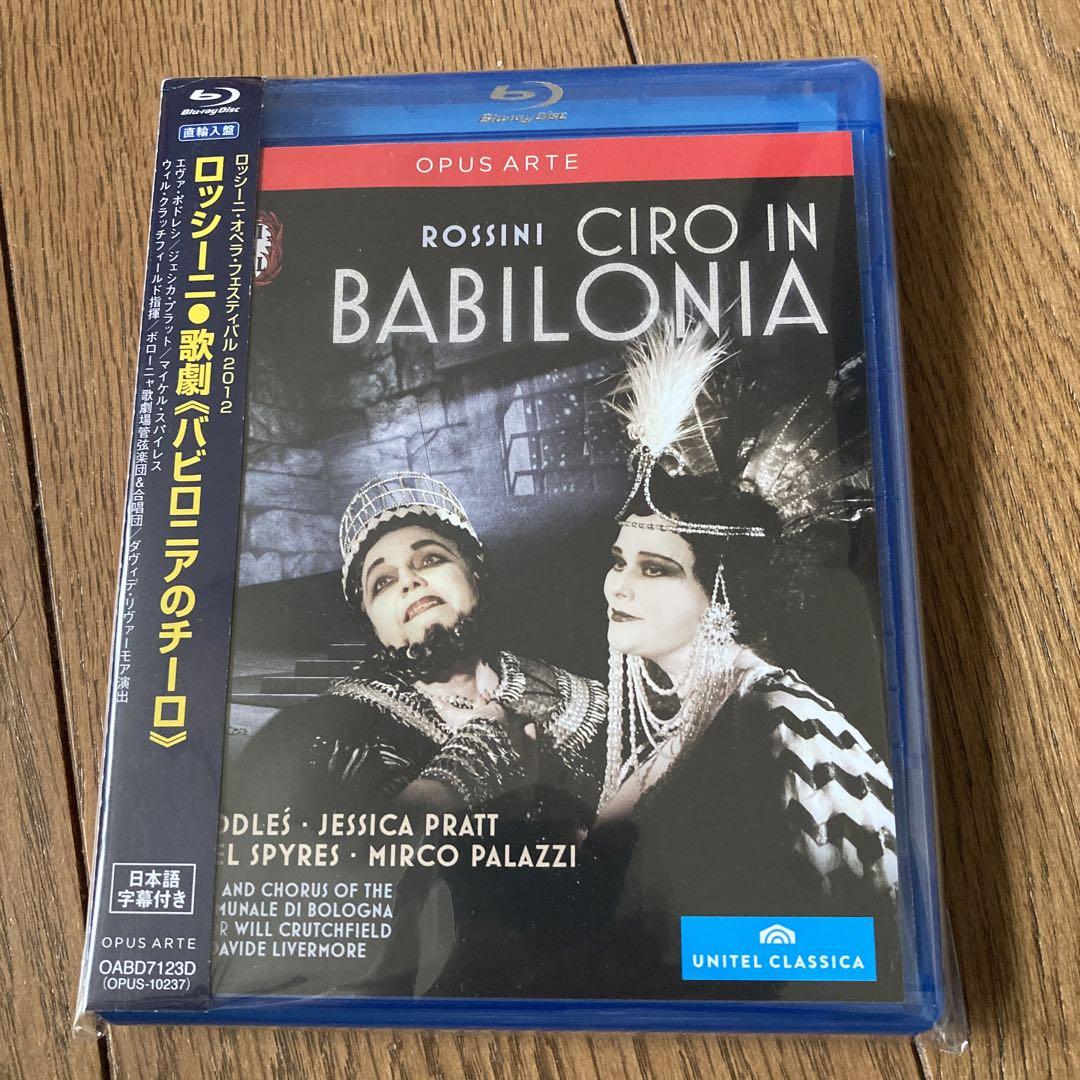 Blu-ray Disc
直輸入盤
ロッシーニ・オペラ・フェスティバル 2012
ロッシーニ●歌劇《バビロニアのチーロ》
エヴァ・ポドレシ/ジェシカ・プラット/マイケル・スパイレス
ウィル・クラッチフィールド指揮/ボローニャ歌劇場管弦楽団&合唱団/ダヴィデ・リヴァーモア演出
日本語
字幕付き
OPUS ARTE
OABD7123D
(OPUS-10237)
Blu-ray Disc
OPUS ARTE
ROSSINI CIRO IN
BABILONIA
ODLEŚ · JESSICA PRATT
EL SPYRES · MIRCO PALAZZI
AND CHORUS OF THE
MUNALE DI BOLOGNA
R WILL CRUTCHFIELD
DAVIDE LIVERMORE
UNITEL CLASSICA